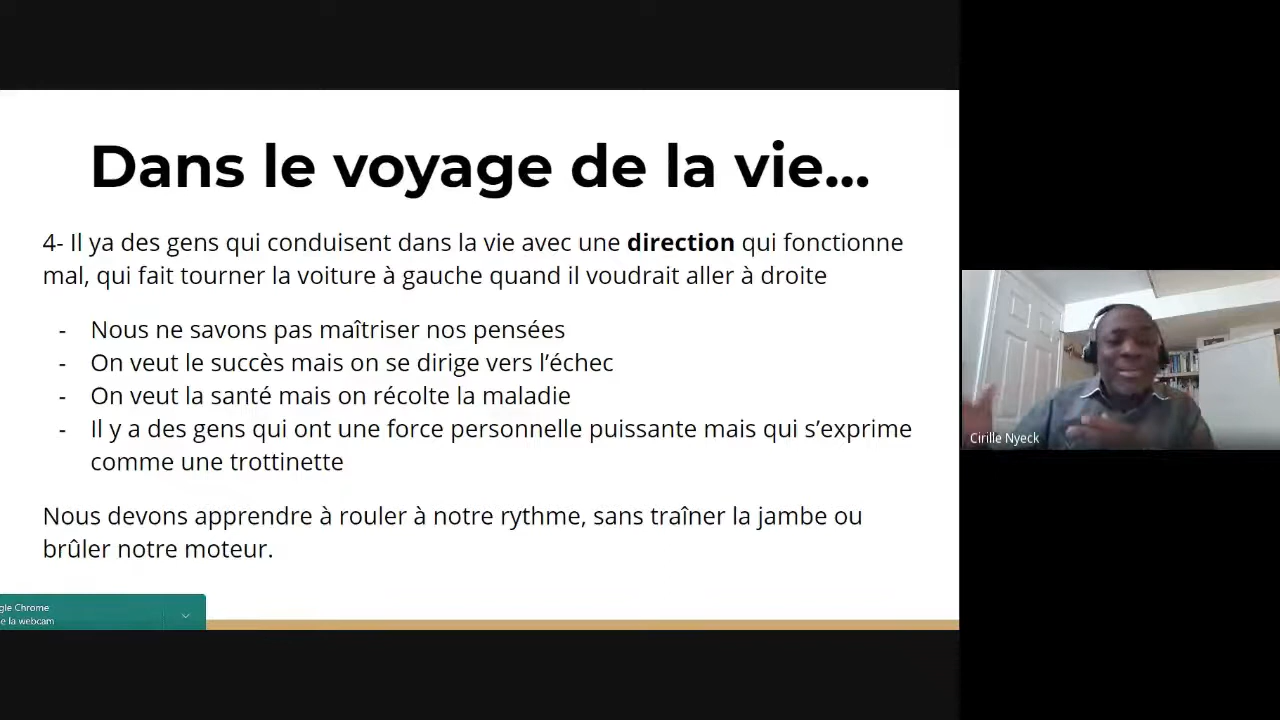 Dans le voyage de la vie...
4- Il ya des gens qui conduisent dans la vie avec une direction qui fonctionne
mal, qui fait tourner la voiture à gauche quand il voudrait aller à droite
- Nous ne savons pas maîtriser nos pensées
- On veut le succès mais on se dirige vers l’échec
- On veut la santé mais on récolte la maladie
- Il y a des gens qui ont une force personnelle puissante mais qui s’exprime
comme une trottinette
Nous devons apprendre à rouler à notre rythme, sans traîner la jambe ou
brûler notre moteur.
gle Chrome
e la webcam
Cirille Nyeck